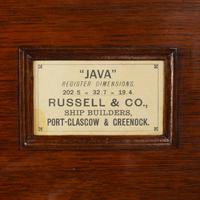 "JAVA"
REGISTER DIMENSIONS.
202.5 = 32.7 = 19.4.
RUSSELL & CO.,
SHIP BUILDERS,
PORT-GLASGOW & GREENOCK.